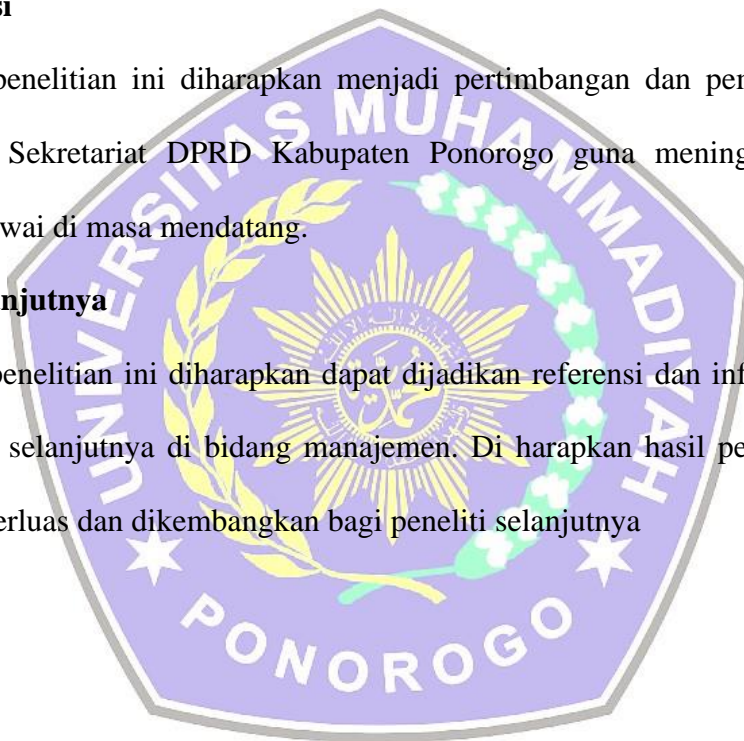 si
penelitian ini diharapkan menjadi pertimbangan dan per
Sekretariat DPRD Kabupaten Ponorogo guna mening
wai di masa mendatang.
njutnya
penelitian ini diharapkan dapat dijadikan referensi dan inf
selanjutnya di bidang manajemen. Di harapkan hasil pe
erluas dan dikembangkan bagi peneliti selanjutnya
UNIVERSITAS MUHAMMADIYAH
PONOROGO